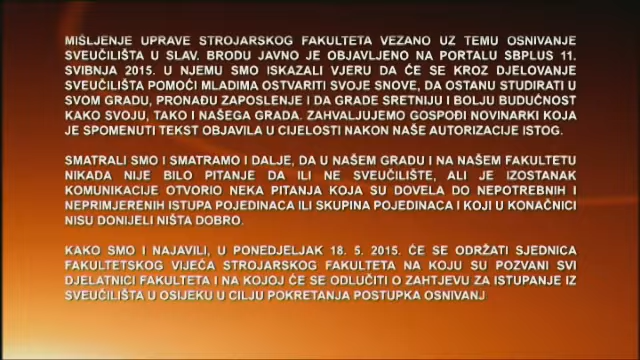 MIŠLJENJE UPRAVE STROJARSKOG FAKULTETA VEZANO UZ TEMU OSNIVANJE
SVEUČILIŠTA U SLAV. BRODU JAVNO JE OBJAVLJENO NA PORTALU SBPLUS 11.
SVIBNJA 2015. U NJEMU SMO ISKAZALI VJERU DA ĆE SE KROZ DJELOVANJE
SVEUČILIŠTA POMOĆI MLADIMA OSTVARITI SVOJE SNOVE, DA OSTANU STUDIRATI U
SVOM GRADU, PRONAĐU ZAPOSLENJE I DA GRADE SRETNIJU I BOLJU BUDUĆNOST
KAKO SVOJU, TAKO I NAŠEGA GRADA. ZAHVALJUJEMO GOSPOĐI NOVINARKI KOJA
JE SPOMENUTI TEKST OBJAVILA U CIJELOSTI NAKON NAŠE AUTORIZACIJE ISTOG.
SMATRALI SMO I SMATRAMO I DALJE, DA U NAŠEM GRADU I NA NAŠEM FAKULTETU
NIKADA NIJE BILO PITANJE DA ILI NE SVEUČILIŠTE, ALI JE IZOSTANAK
KOMUNIKACIJE OTVORIO NEKA PITANJA KOJA SU DOVELA DO NEPOTREBNIH I
NEPRIMJERENIH ISTUPA POJEDINACA ILI SKUPINA POJEDINACA I KOJI U KONAČNICI
NISU DONIJELI NIŠTA DOBRO.
KAKO SMO I NAJAVILI, U PONEDJELJAK 18. 5. 2015. ĆE SE ODRŽATI SJEDNICA
FAKULTETSKOG VIJEĆA STROJARSKOG FAKULTETA NA KOJU SU POZVANI SVI
DJELATNICI FAKULTETA I NA KOJOJ ĆE SE ODLUČITI O ZAHTJEVU ZA ISTUPANJE IZ
SVEUČILIŠTA U OSIJEKU U CILJU POKRETANJA POSTUPKA OSNIVANJ